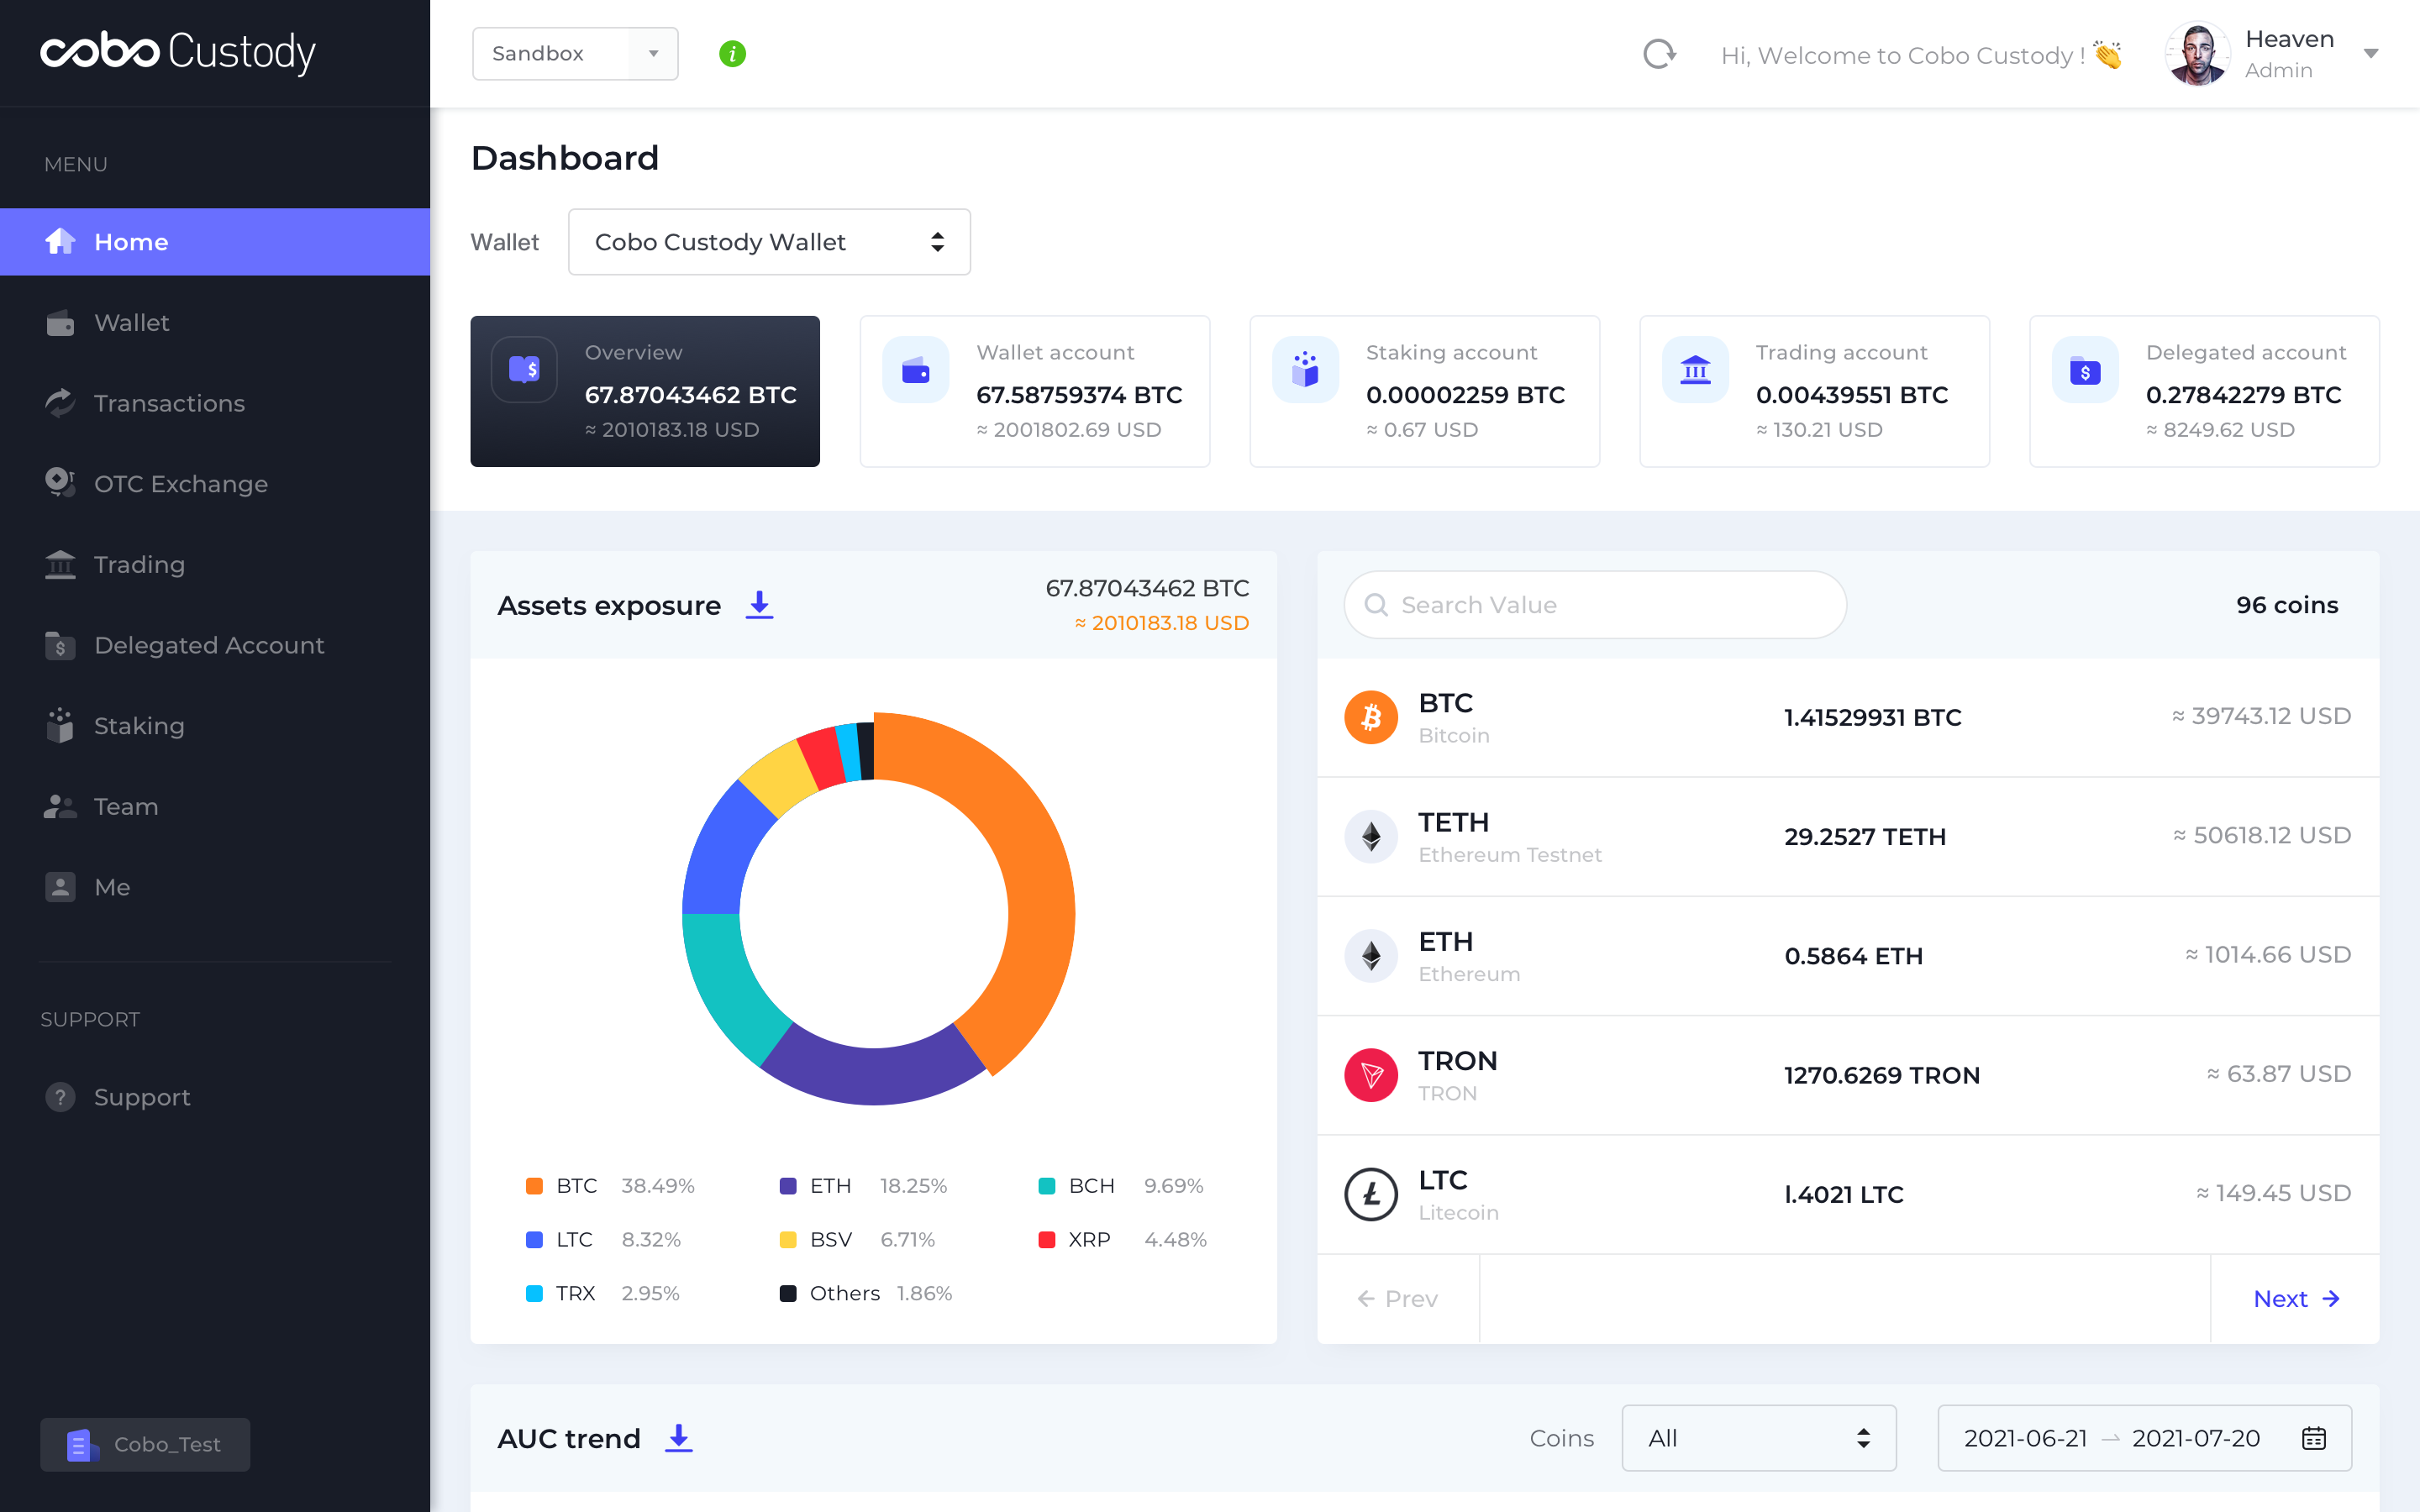 cobo Custody
Sandbox
i
Hi, Welcome to Cobo Custody ! 👏
Heaven
Admin
MENU
Home
Wallet
Transactions
OTC Exchange
Trading
Delegated Account
Staking
Team
Me
SUPPORT
Support
Cobo_Test
Dashboard
Wallet
Cobo Custody Wallet
Overview
67.87043462 BTC
≈ 2010183.18 USD
Wallet account
67.58759374 BTC
≈ 2001802.69 USD
Staking account
0.00002259 BTC
≈ 0.67 USD
Trading account
0.00439551 BTC
≈ 130.21 USD
Delegated account
0.27842279 BTC
≈ 8249.62 USD
Assets exposure
67.87043462 BTC
≈ 2010183.18 USD
BTC 38.49%
ETH 18.25%
BCH 9.69%
LTC 8.32%
BSV 6.71%
XRP 4.48%
TRX 2.95%
Others 1.86%
Search Value
96 coins
BTC
Bitcoin
1.41529931 BTC
≈ 39743.12 USD
TETH
Ethereum Testnet
29.2527 TETH
≈ 50618.12 USD
ETH
Ethereum
0.5864 ETH
≈ 1014.66 USD
TRON
TRON
1270.6269 TRON
≈ 63.87 USD
LTC
Litecoin
l.4021 LTC
≈ 149.45 USD
← Prev
Next →
AUC trend
Coins
All
2021-06-21 → 2021-07-20